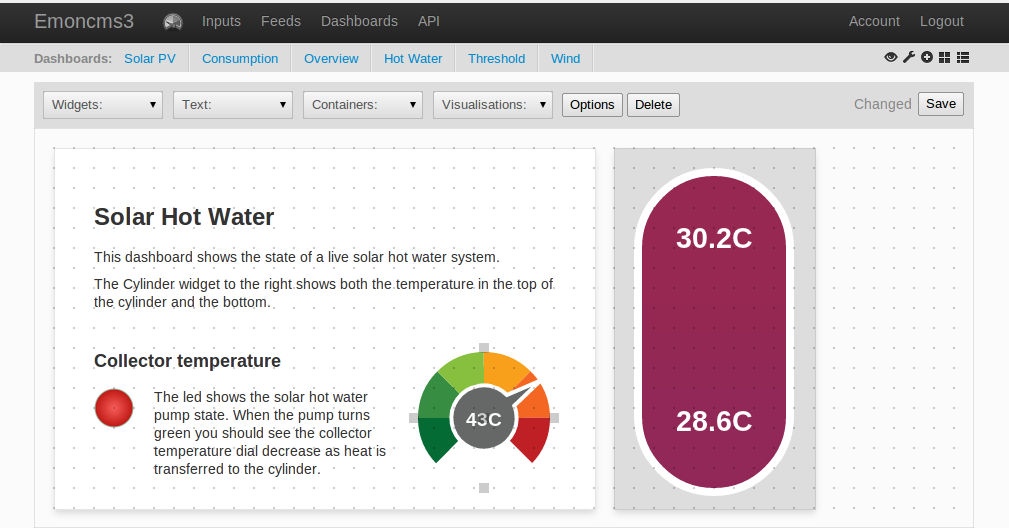 Emoncms3 Inputs Feeds Dashboards API Account Logout
Dashboards: Solar PV Consumption Overview Hot Water Threshold Wind
Widgets: Text: Containers: Visualisations: Options Delete Changed Save
Solar Hot Water
This dashboard shows the state of a live solar hot water system.
The Cylinder widget to the right shows both the temperature in the top of
the cylinder and the bottom.
Collector temperature
The led shows the solar hot water
pump state. When the pump turns
green you should see the collector
temperature dial decrease as heat is
transferred to the cylinder.
43C
30.2C
28.6C